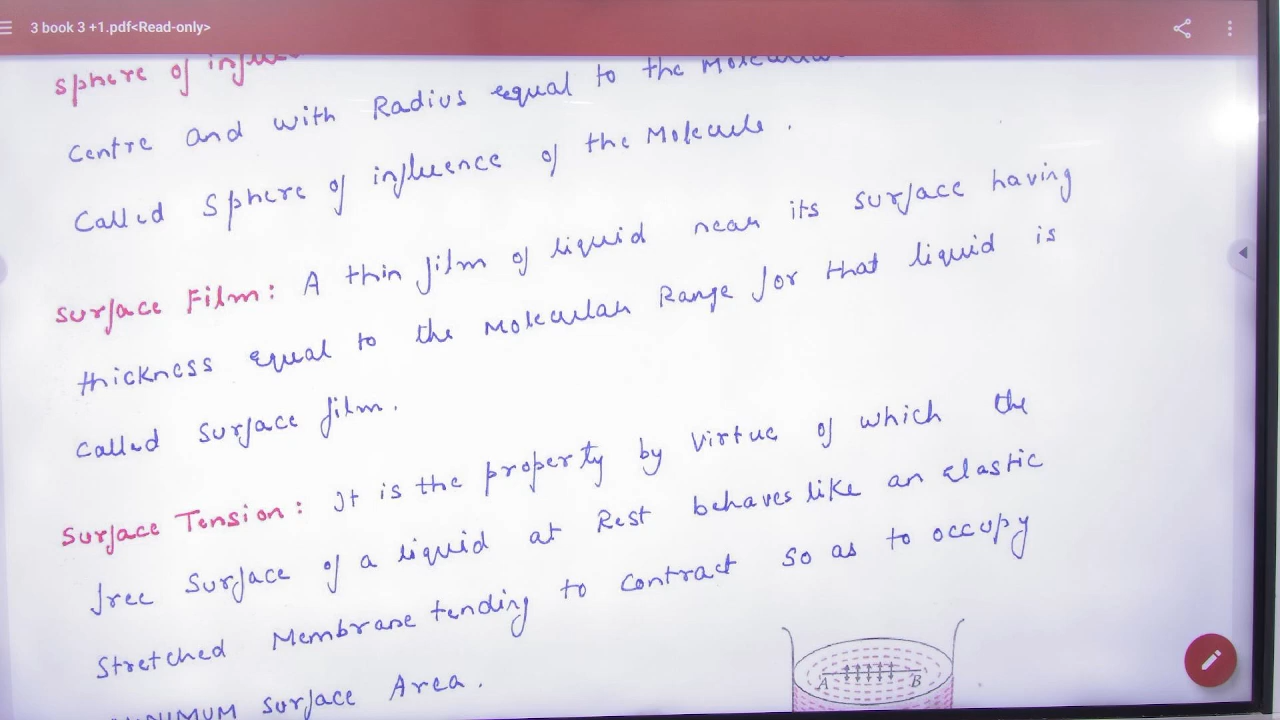 3 book 3 +1.pdf<Read-only>
Sphere of
centre and with Radius equal to the Molecular
Called Sphere of influence of the Molecule.
Surface Film: A thin film of liquid near its surface having
thickness equal to the Molecular Range for that liquid is
called surface film.
Surface Tension: It is the property by virtue of which the
free surface of a liquid at Rest behaves like an elastic
Stretched Membrane tending to contract so as to occupy
surface Area.
A B